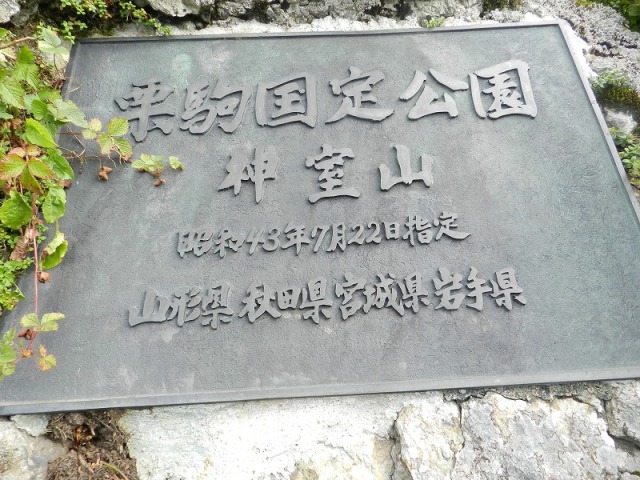 栗駒国定公園
神室山
昭和43年7月22日指定
山形県 秋田県宮城県岩手県